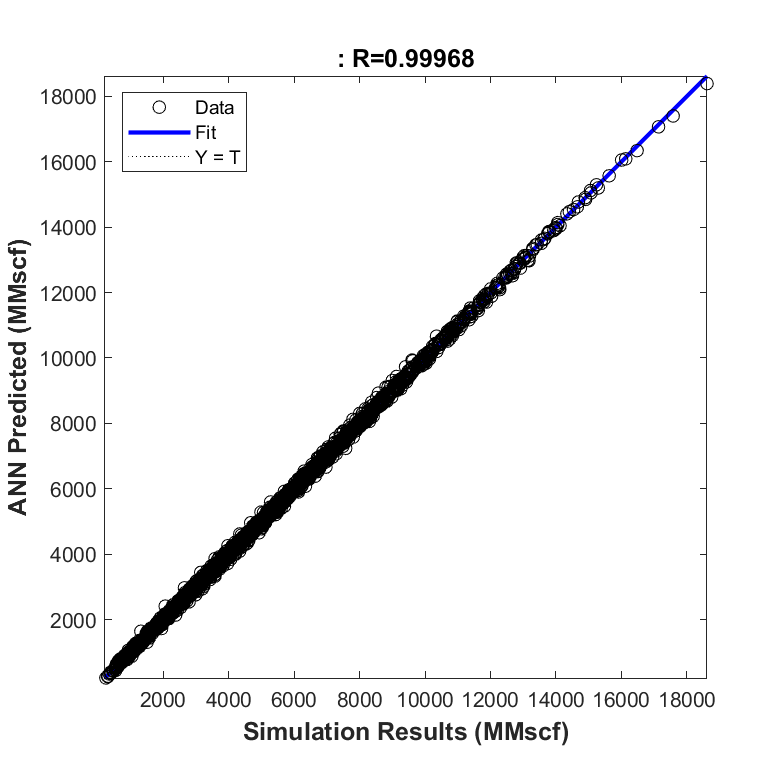 : R=0.99968
Data
Fit
Y = T
18000
16000
14000
12000
10000
8000
6000
4000
2000
ANN Predicted (MMscf)
2000 4000 6000 8000 10000 12000 14000 16000 18000
Simulation Results (MMscf)